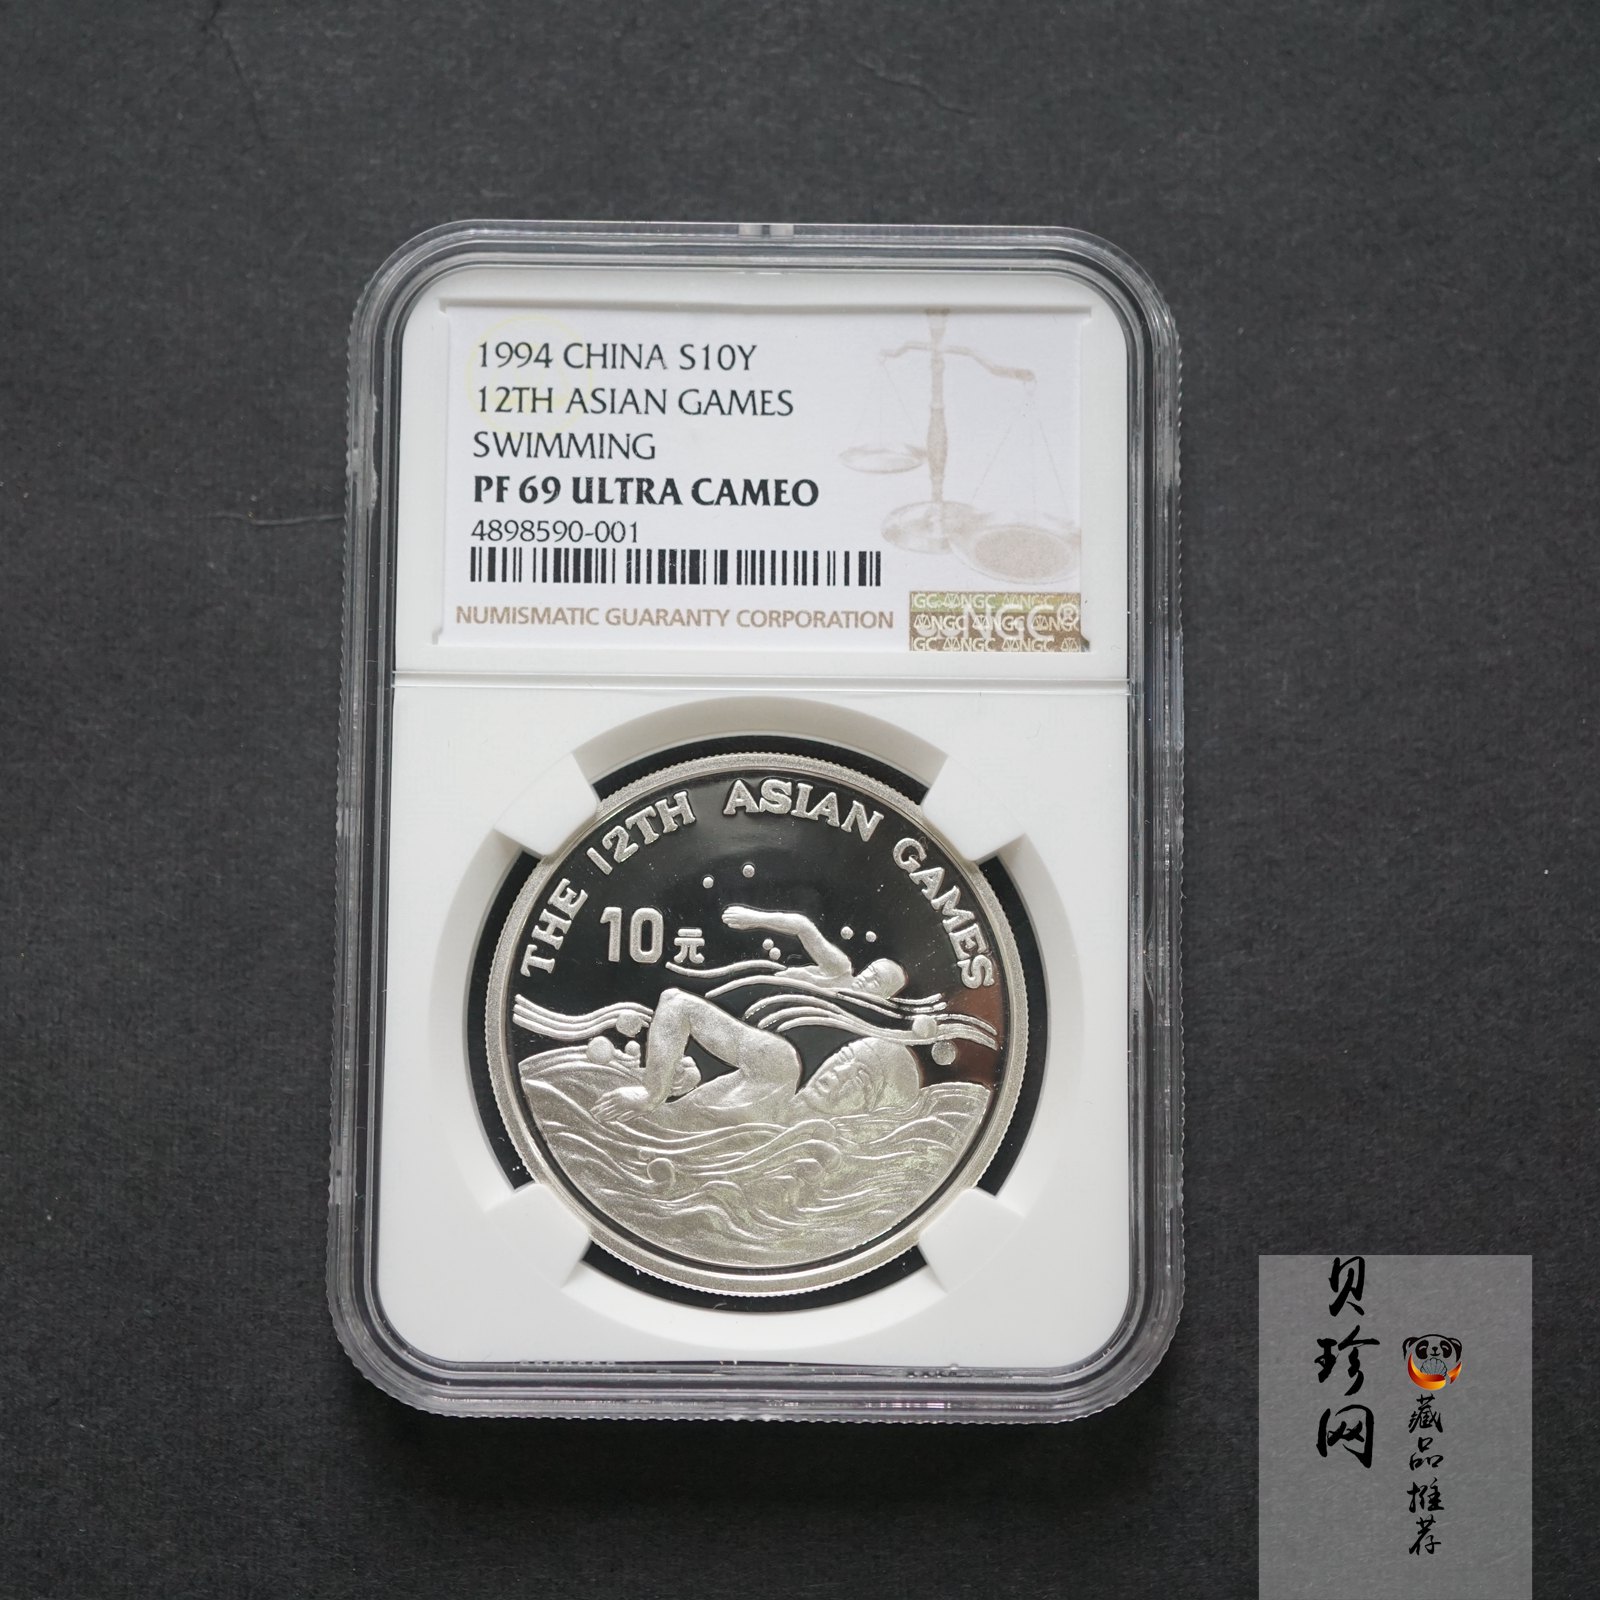 1994 CHINA S10Y
12TH ASIAN GAMES
SWIMMING
PF 69 ULTRA CAMEO
4898590-001
NUMISMATIC GUARANTY CORPORATION
NGC®
THE 12TH ASIAN GAMES
10元
贝珍网
藏品推荐